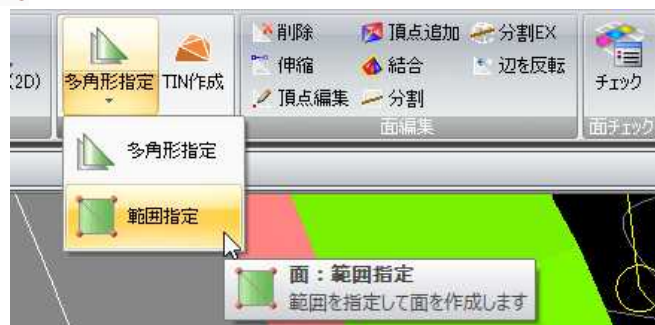 (2D)
多角形指定
TIN作成
削除
頂点追加
分割EX
伸縮
結合
辺を反転
頂点編集
分割
面編集
チェック
面チェック
多角形指定
範囲指定
面：範囲指定
範囲を指定して面を作成します